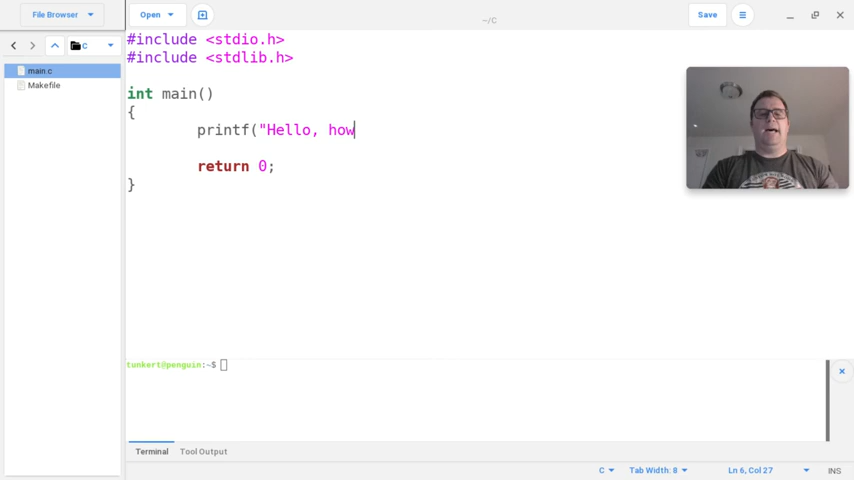 File Browser
Open
~/C
Save
C
main.c
Makefile
#include <stdio.h>
#include <stdlib.h>
int main()
{
printf("Hello, how
return 0;
}
tunkert@penguin:~$
Terminal Tool Output
C Tab Width: 8 Ln 6, Col 27 INS